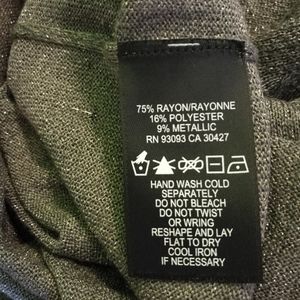 75% RAYON/RAYONNE
16% POLYESTER
9% METALLIC
RN 93093 CA 30427
HAND WASH COLD
SEPARATELY
DO NOT BLEACH
DO NOT TWIST
OR WRING
RESHAPE AND LAY
FLAT TO DRY
COOL IRON
IF NECESSARY